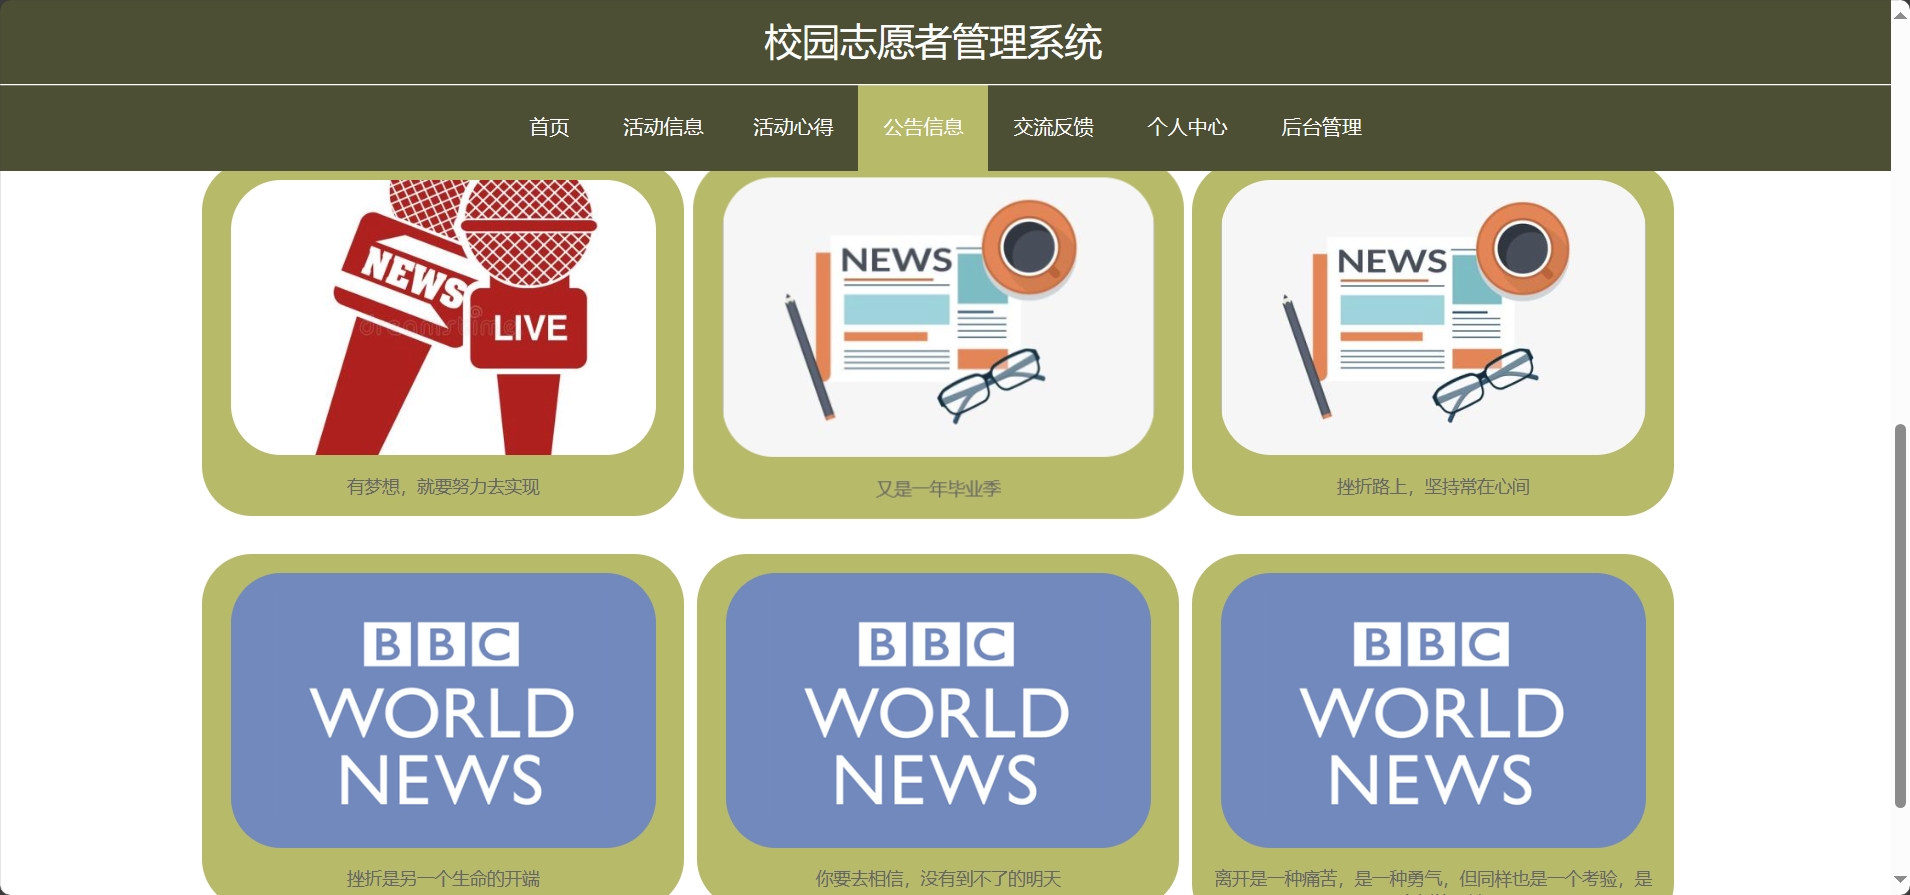 校园志愿者管理系统
首页 活动信息 活动心得 公告信息 交流反馈 个人中心 后台管理
NEWS
LIVE
dreamstime
NEWS
NEWS
有梦想，就要努力去实现
又是一年毕业季
挫折路上，坚持常在心间
BBC
WORLD
NEWS
BBC
WORLD
NEWS
BBC
WORLD
NEWS
挫折是另一个生命的开端
你要去相信，没有到不了的明天
离开是一种痛苦，是一种勇气，但同样也是一个考验，是